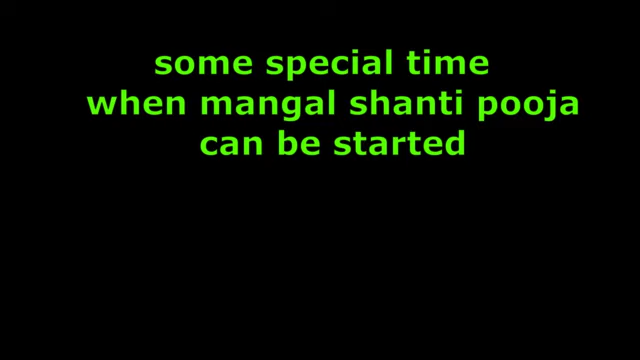 some special time
when mangal shanti pooja
can be started